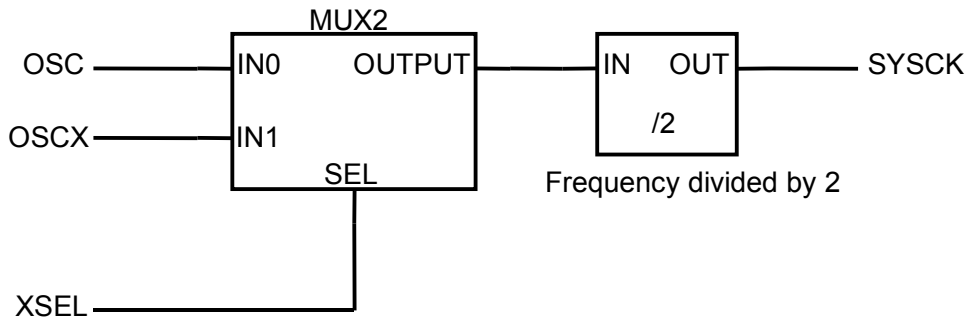 MUX2
OSC IN0 OUTPUT IN OUT SYSCK
OSCX IN1 /2
SEL
Frequency divided by 2
XSEL